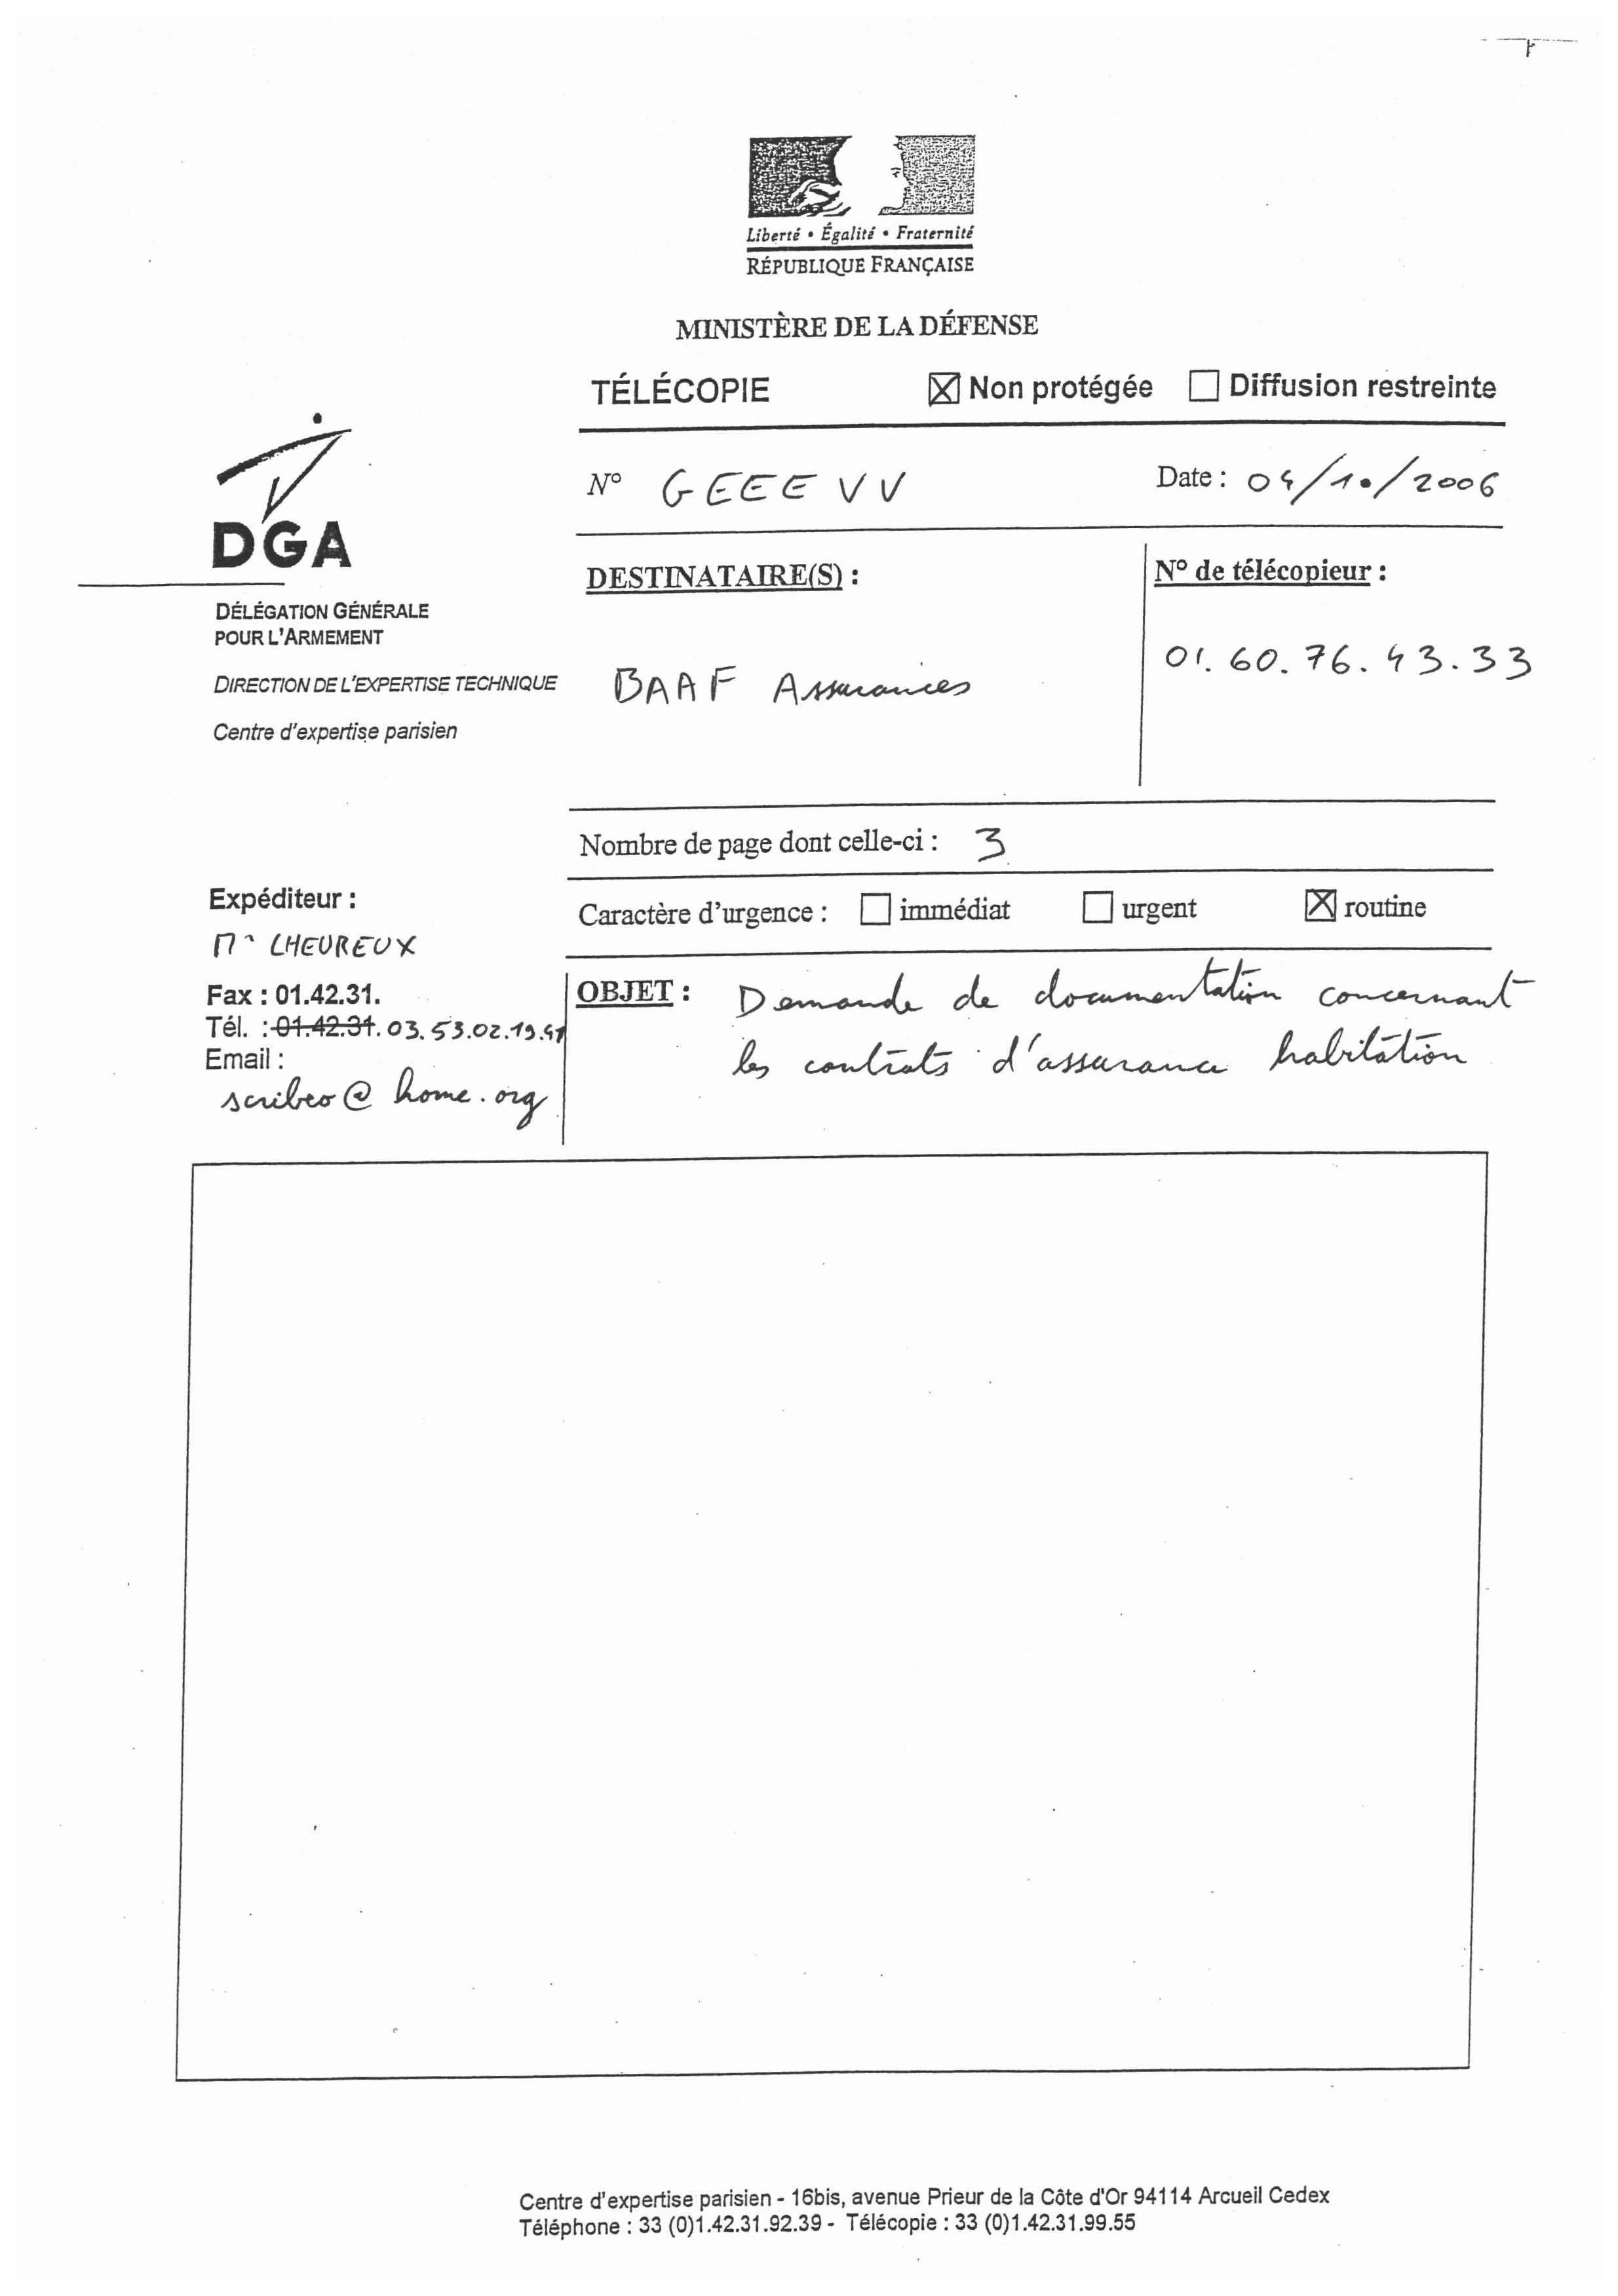 Liberté • Égalité • Fraternité
RÉPUBLIQUE FRANÇAISE
MINISTÈRE DE LA DÉFENSE
TÉLÉCOPIE ☒ Non protégée ☐ Diffusion restreinte
N° GEEEVV Date : 04/10/2006
DGA
DÉLÉGATION GÉNÉRALE
POUR L'ARMEMENT
DIRECTION DE L'EXPERTISE TECHNIQUE
Centre d'expertise parisien
DESTINATAIRE(S) :
BAAF Assurances
N° de télécopieur :
01.60.76.43.33
Nombre de page dont celle-ci : 3
Caractère d'urgence : ☐ immédiat ☐ urgent ☒ routine
Expéditeur :
Mr LHEUREUX
Fax : 01.42.31.
Tél. : 01.42.31. 03.53.02.19.41
Email :
scribeo@home.org
OBJET : Demande de documentation concernant
les contrats d'assurance habitation
Centre d'expertise parisien - 16bis, avenue Prieur de la Côte d'Or 94114 Arcueil Cedex
Téléphone : 33 (0)1.42.31.92.39 - Télécopie : 33 (0)1.42.31.99.55